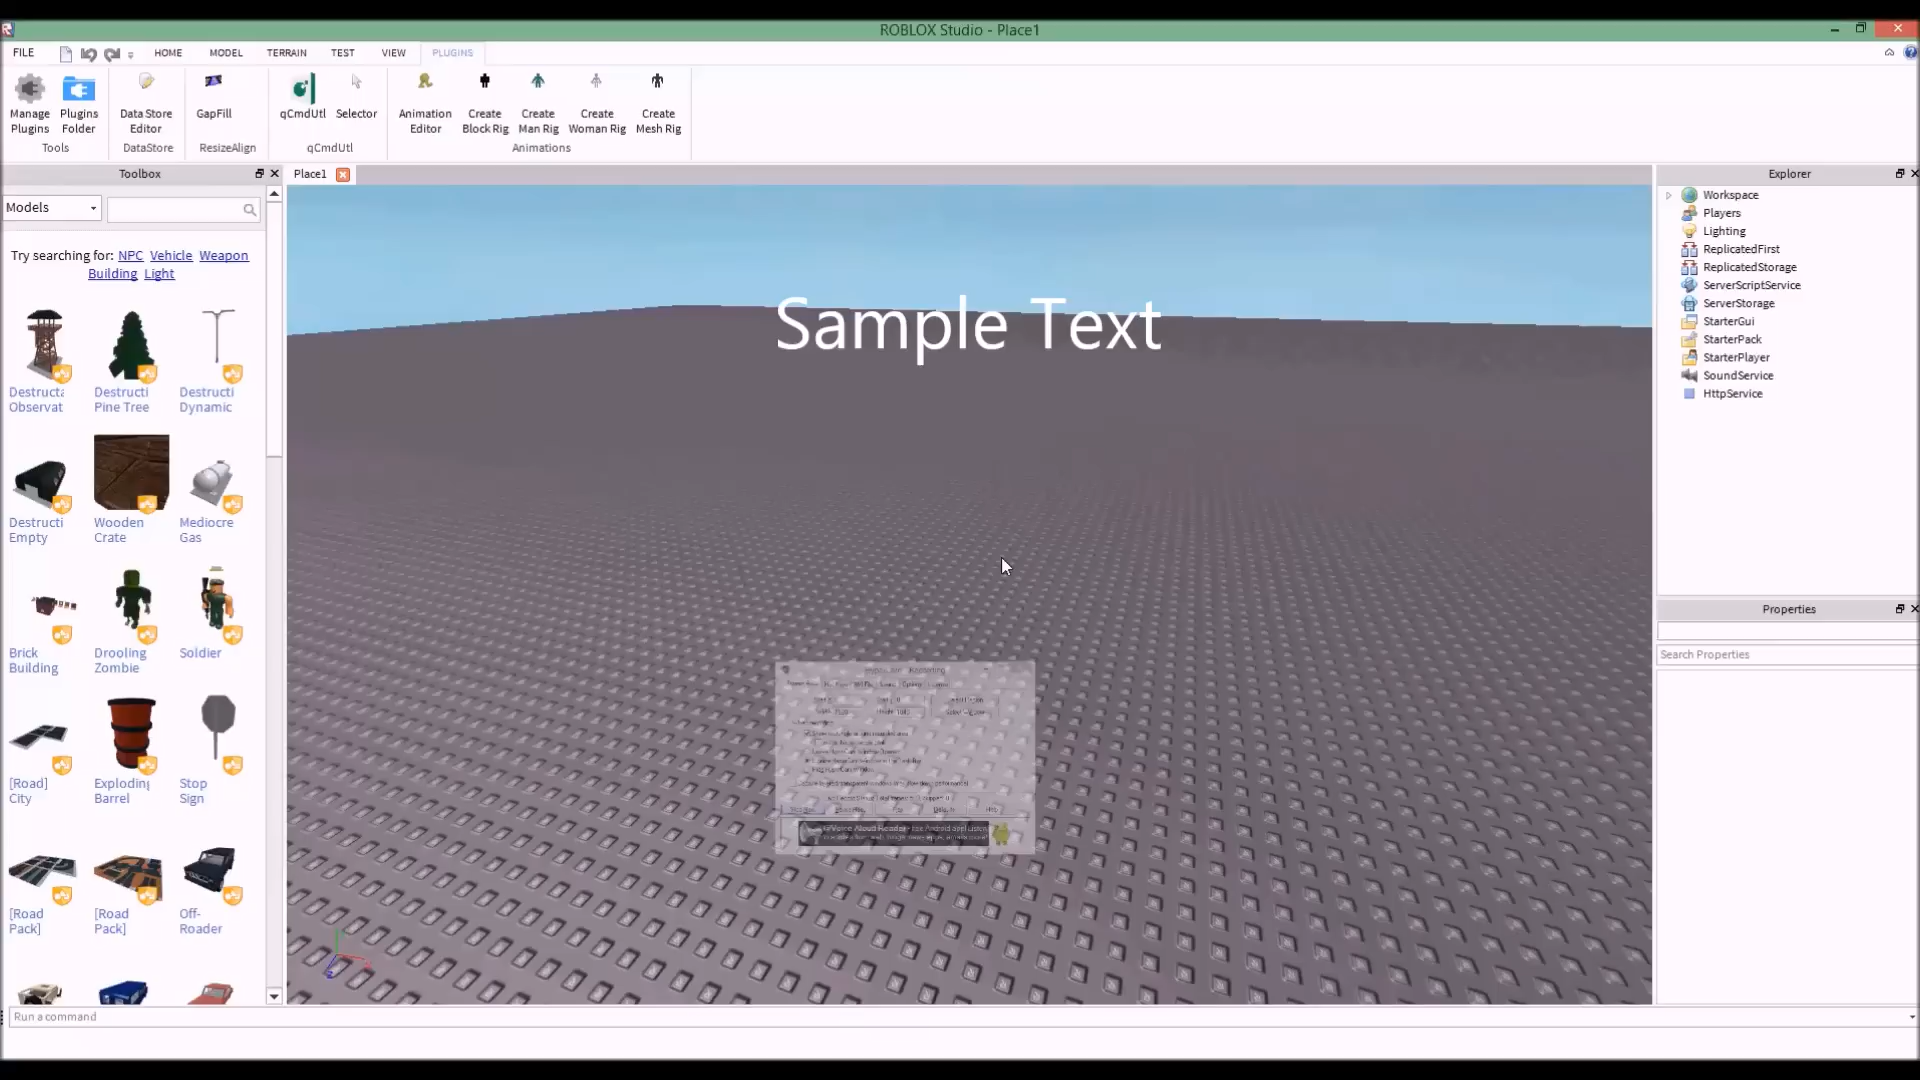 ROBLOX Studio - Place1
FILE
HOME
MODEL
TERRAIN
TEST
VIEW
PLUGINS
Manage Plugins
Plugins Folder
Data Store Editor
GapFill
qCmdUtl
Selector
Animation Editor
Create Block Rig
Create Man Rig
Create Woman Rig
Create Mesh Rig
Tools
DataStore
ResizeAlign
qCmdUtl
Animations
Toolbox
Place1
Explorer
Models
Try searching for: NPC Vehicle Weapon
Building Light
Destructa
Observat
Destructi
Pine Tree
Destructi
Dynamic
Destructi
Empty
Wooden
Crate
Mediocre
Gas
Brick
Building
Drooling
Zombie
Soldier
[Road]
City
Exploding
Barrel
Stop
Sign
[Road
Pack]
[Road
Pack]
Off-
Roader
Sample Text
Workspace
Players
Lighting
ReplicatedFirst
ReplicatedStorage
ServerScriptService
ServerStorage
StarterGui
StarterPack
StarterPlayer
SoundService
HttpService
Properties
Search Properties
Run a command